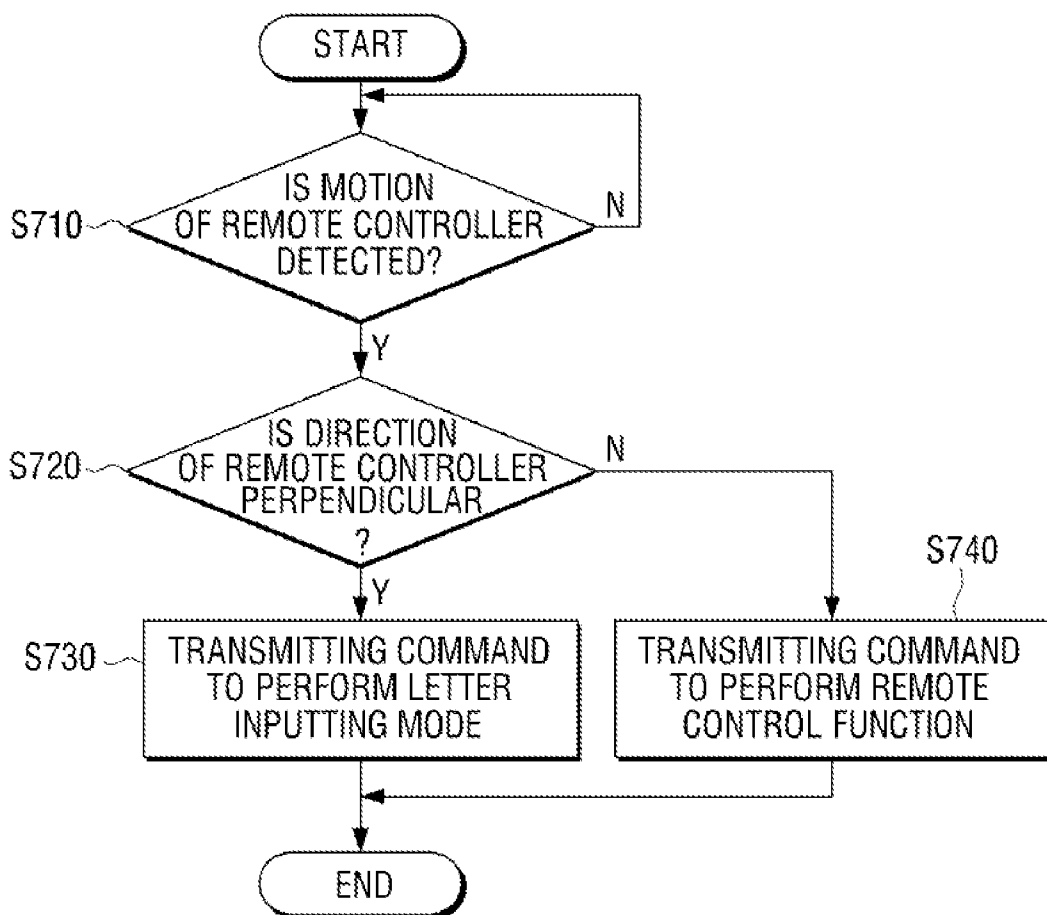 START
IS MOTION
OF REMOTE CONTROLLER
DETECTED?
N
S710
Y
IS DIRECTION
OF REMOTE CONTROLLER
PERPENDICULAR
?
N
S720
Y
S740
S730
TRANSMITTING COMMAND
TO PERFORM LETTER
INPUTTING MODE
TRANSMITTING COMMAND
TO PERFORM REMOTE
CONTROL FUNCTION
END